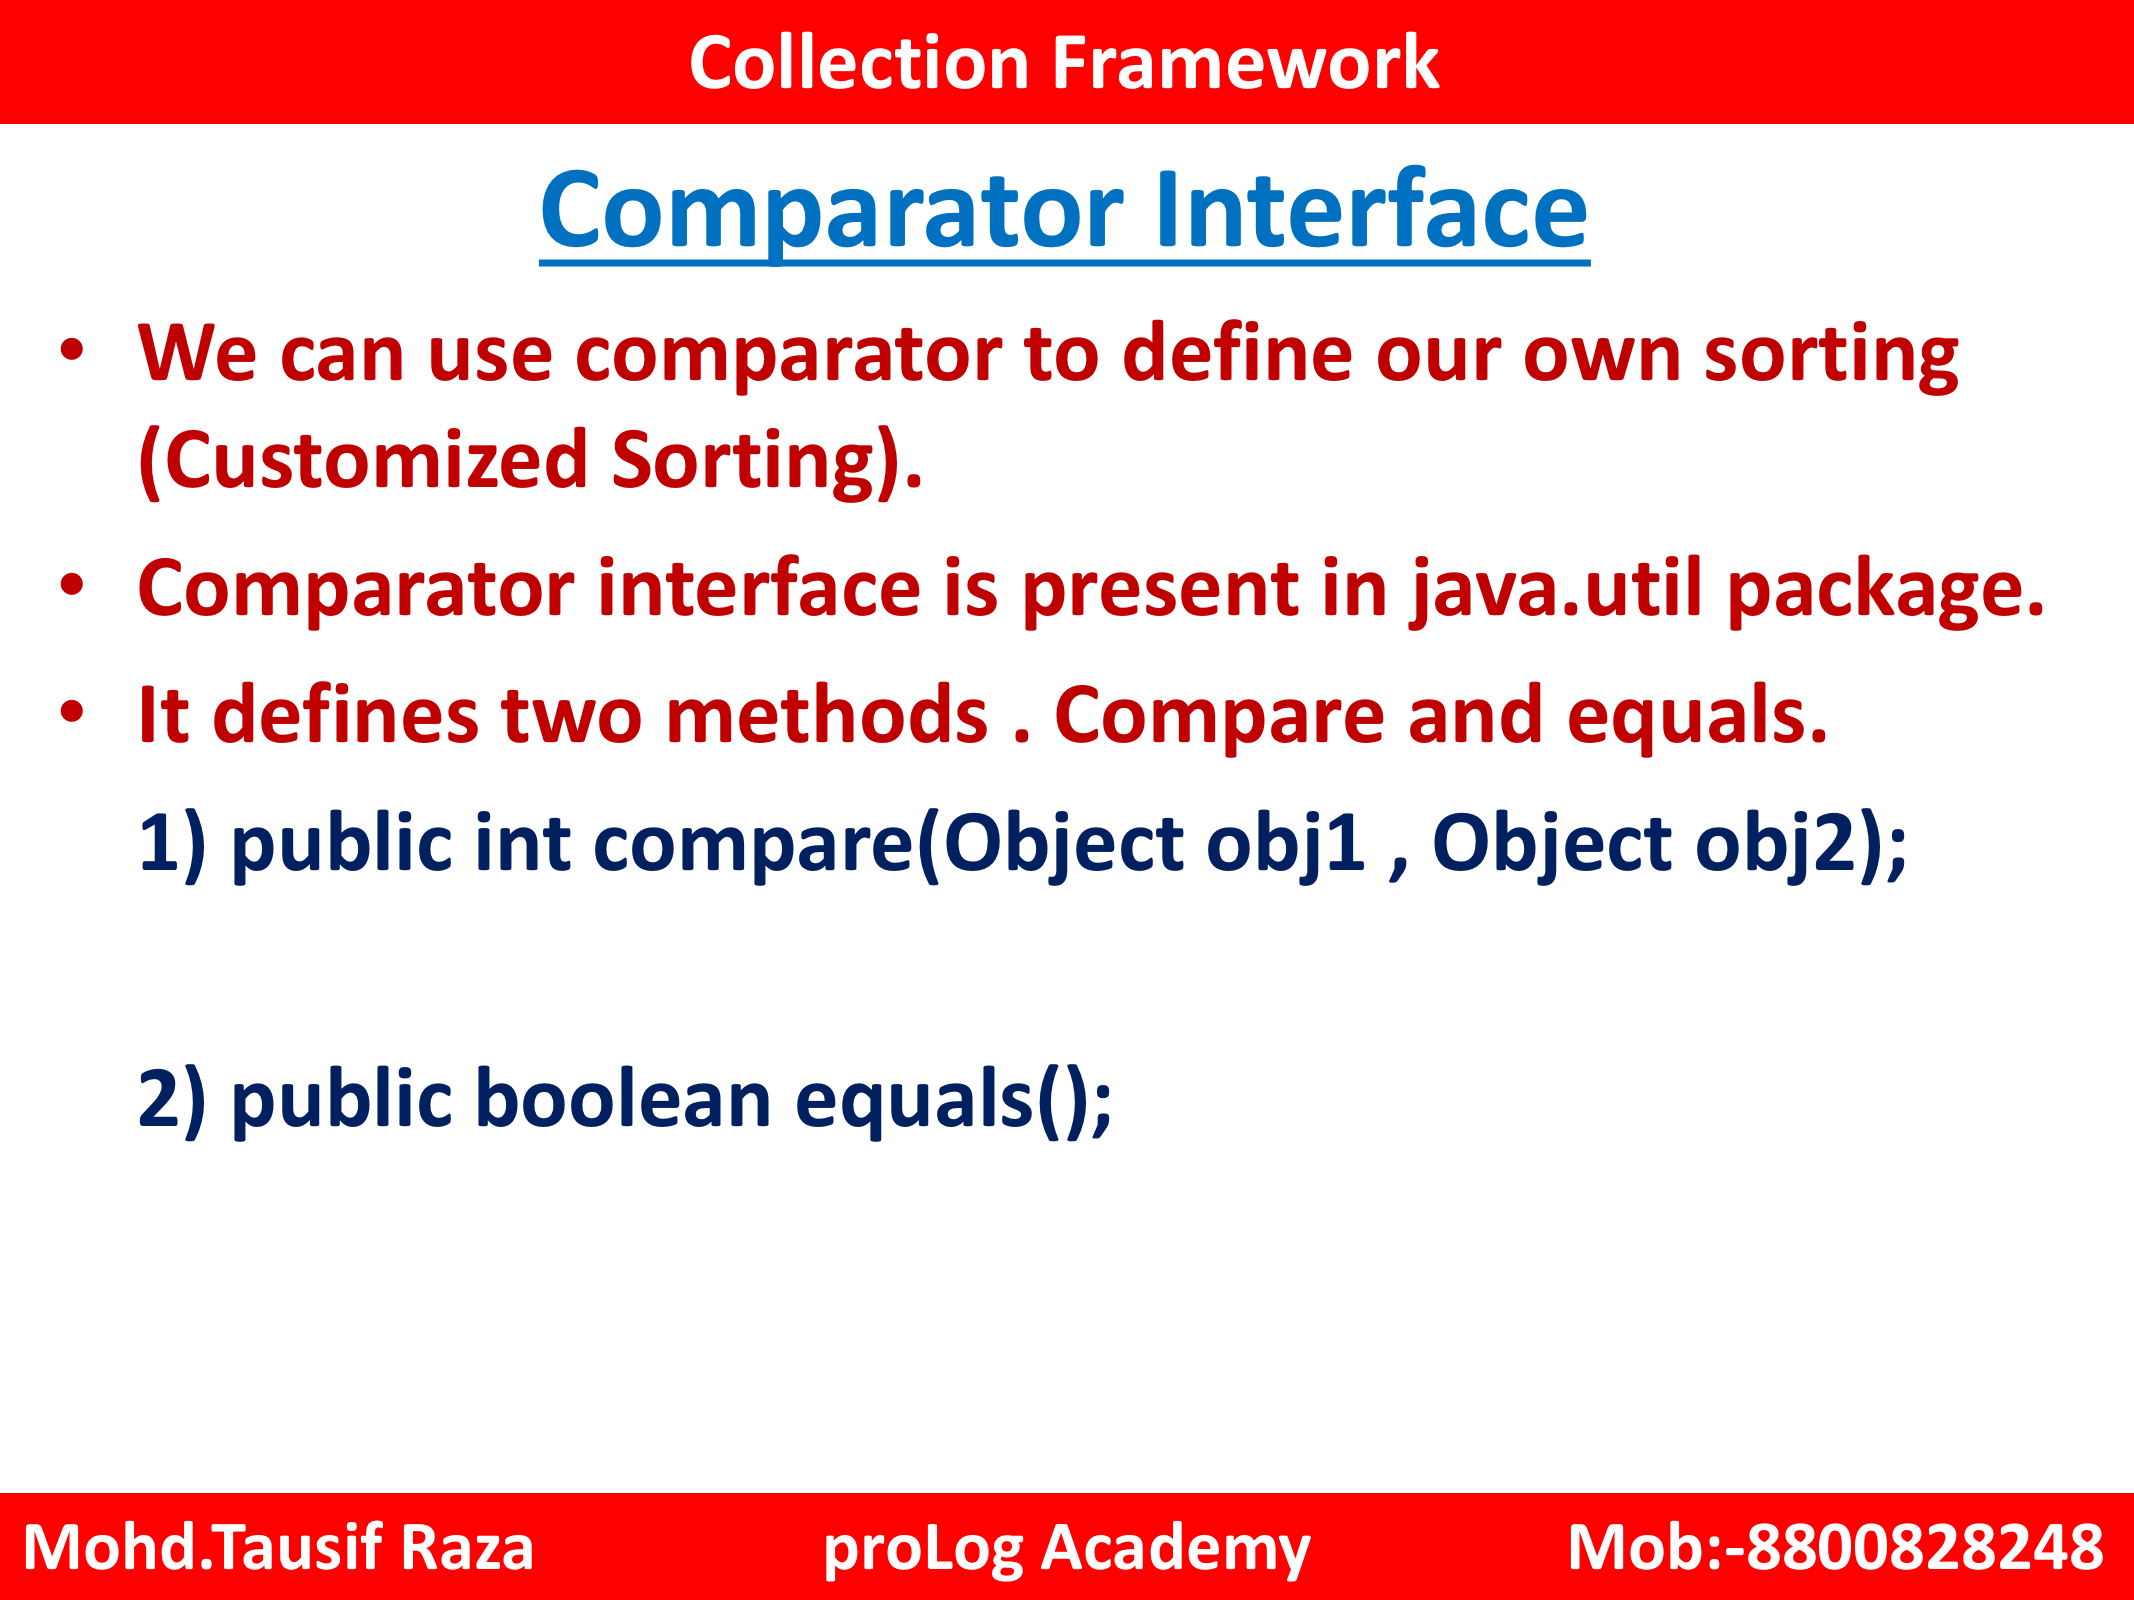 Collection Framework
Comparator Interface
• We can use comparator to define our own sorting
(Customized Sorting).
• Comparator interface is present in java.util package.
• It defines two methods . Compare and equals.
1) public int compare(Object obj1 , Object obj2);
2) public boolean equals();
Mohd.Tausif Raza proLog Academy Mob:-8800828248